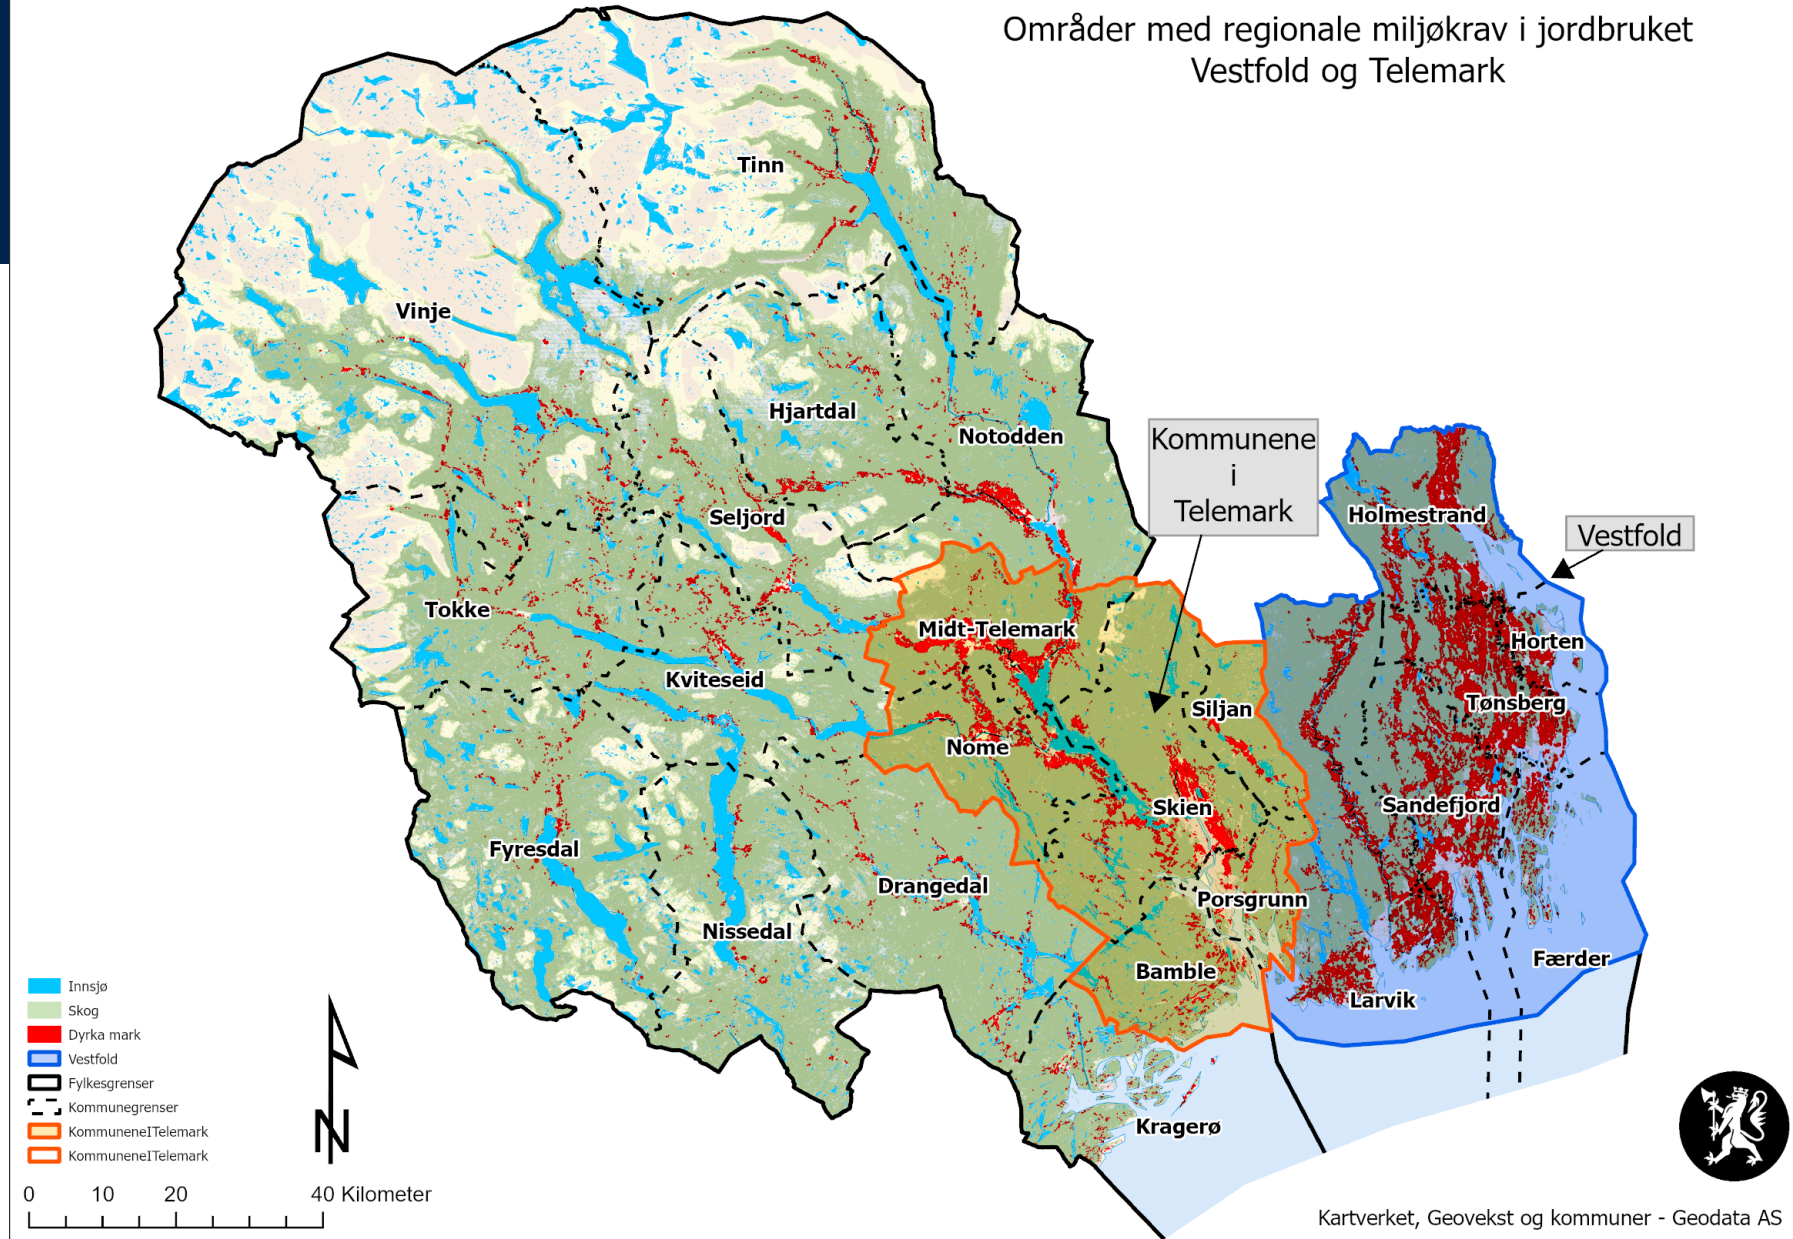 Områder med regionale miljøkrav i jordbruket
Vestfold og Telemark
Tinn
Vinje
Hjartdal
Notodden
Kommunene
i
Telemark
Seljord
Holmestrand
Vestfold
Tokke
Midt-Telemark
Horten
Kviteseid
Siljan
Tønsberg
Nome
Skien
Sandefjord
Fyresdal
Drangedal
Porsgrunn
Nissedal
Bamble
Færder
Larvik
Kragerø
Innsjø
Skog
Dyrka mark
Vestfold
Fylkesgrenser
Kommunegrenser
KommuneneITelemark
KommuneneITelemark
N
0 10 20 40 Kilometer
Kartverket, Geovekst og kommuner - Geodata AS